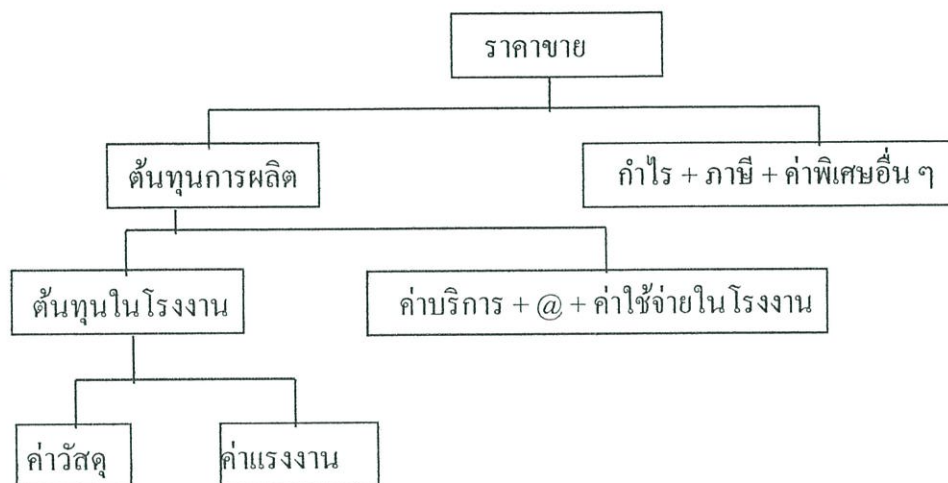 ราคาขาย
ต้นทุนการผลิต
กำไร + ภาษี + ค่าพิเศษอื่น ๆ
ต้นทุนในโรงงาน
ค่าบริการ + @ + ค่าใช้จ่ายในโรงงาน
ค่าวัสดุ
ค่าแรงงาน